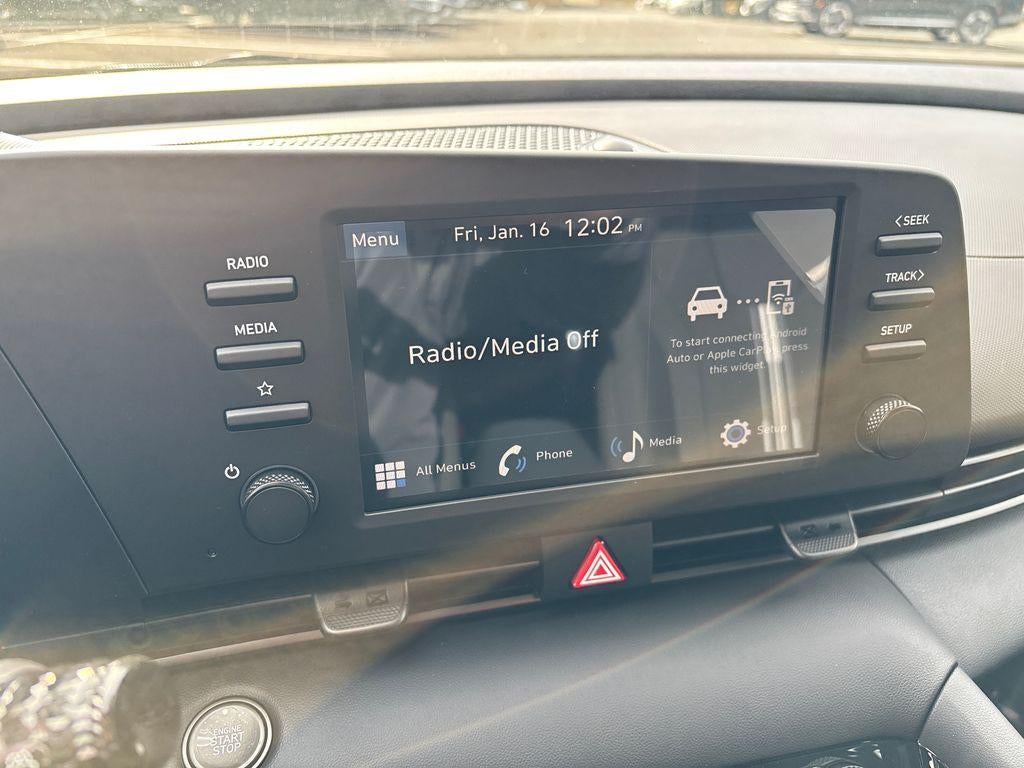 Menu
Fri, Jan. 16 12:02 PM
RADIO
MEDIA
Radio/Media Off
To start connecting Android
Auto or Apple CarPlay, press
this widget.
All Menus
Phone
Media
Setup
<SEEK
TRACK>
SETUP
ENGINE
START
STOP